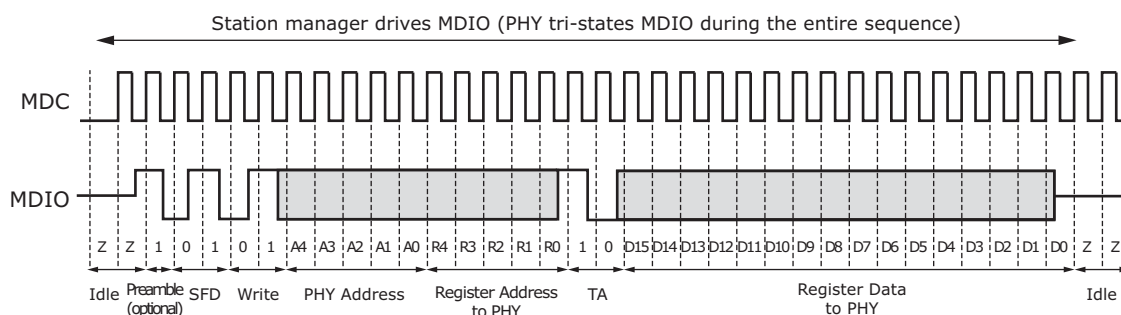 Station manager drives MDIO (PHY tri-states MDIO during the entire sequence)
MDC
MDIO
Z Z 1 0 1 0 1 A4 A3 A2 A1 A0 R4 R3 R2 R1 R0 1 0 D15 D14 D13 D12 D11 D10 D9 D8 D7 D6 D5 D4 D3 D2 D1 D0 Z Z
Idle Preamble (optional) SFD Write PHY Address Register Address to PHY TA Register Data to PHY Idle